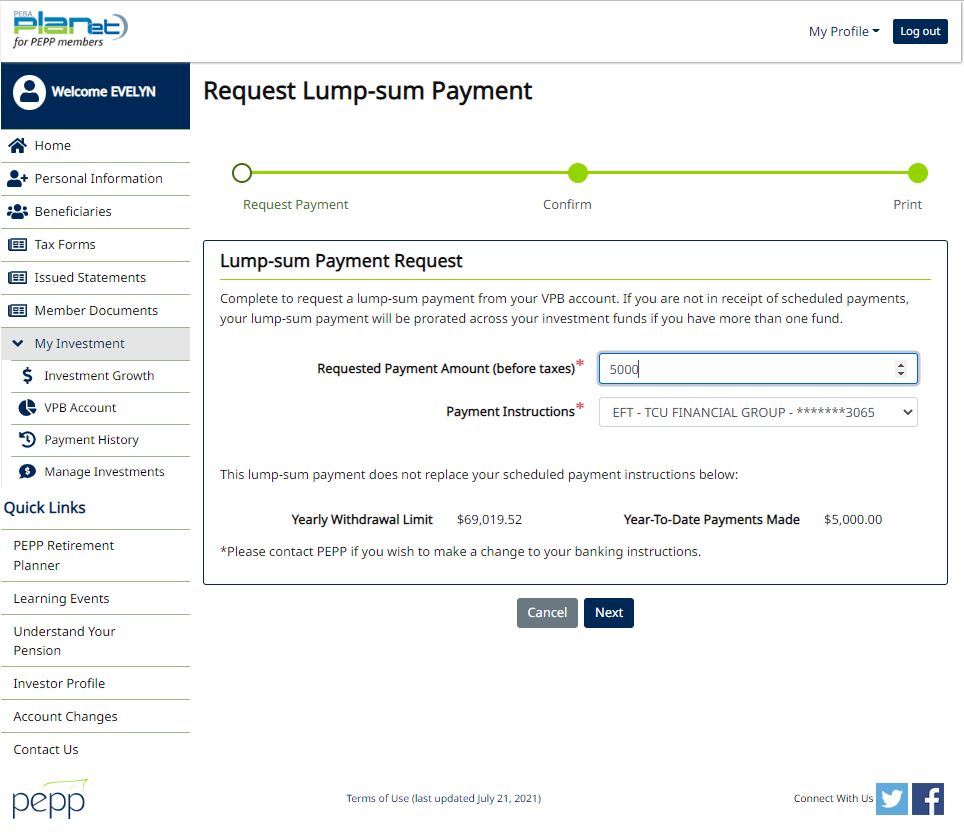 PEBA
planet
for PEPP members
My Profile
Log out
Welcome EVELYN
Home
Personal Information
Beneficiaries
Tax Forms
Issued Statements
Member Documents
My Investment
Investment Growth
VPB Account
Payment History
Manage Investments
Quick Links
PEPP Retirement
Planner
Learning Events
Understand Your
Pension
Investor Profile
Account Changes
Contact Us
Request Lump-sum Payment
Request Payment
Confirm
Print
Lump-sum Payment Request
Complete to request a lump-sum payment from your VPB account. If you are not in receipt of scheduled payments,
your lump-sum payment will be prorated across your investment funds if you have more than one fund.
Requested Payment Amount (before taxes)* 5000
Payment Instructions* EFT - TCU FINANCIAL GROUP - *******3065
This lump-sum payment does not replace your scheduled payment instructions below:
Yearly Withdrawal Limit $69,019.52 Year-To-Date Payments Made $5,000.00
*Please contact PEPP if you wish to make a change to your banking instructions.
Cancel Next
pepp
Terms of Use (last updated July 21, 2021)
Connect With Us